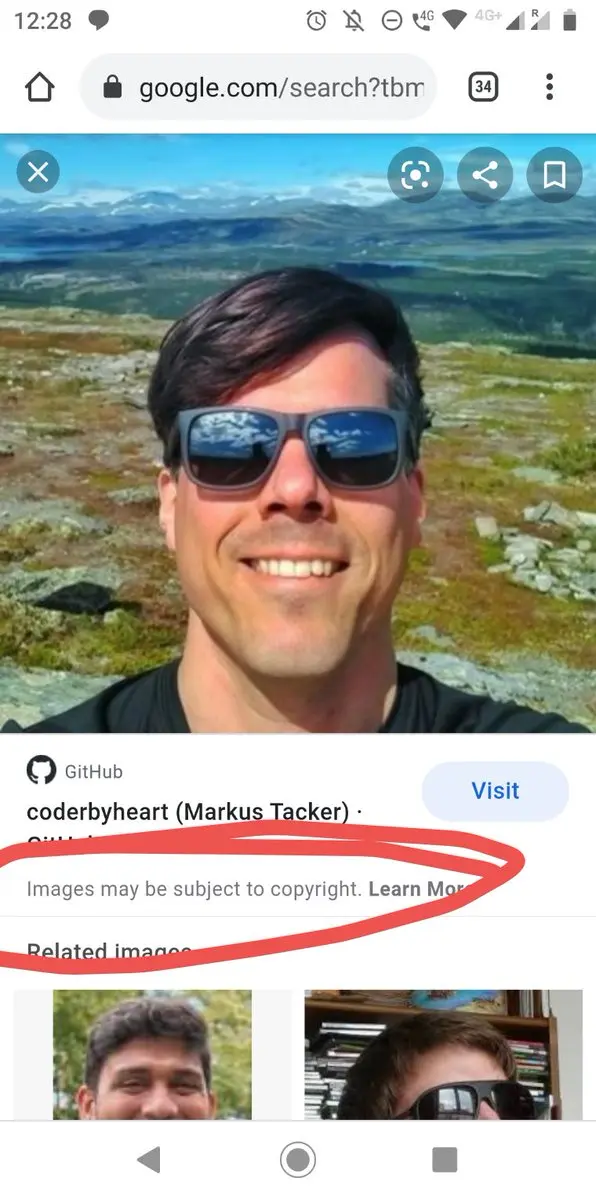 12:28
4G
4G+
R
google.com/search?tbm
34
GitHub
Visit
coderbyheart (Markus Tacker) ·
Images may be subject to copyright. Learn More
Related images